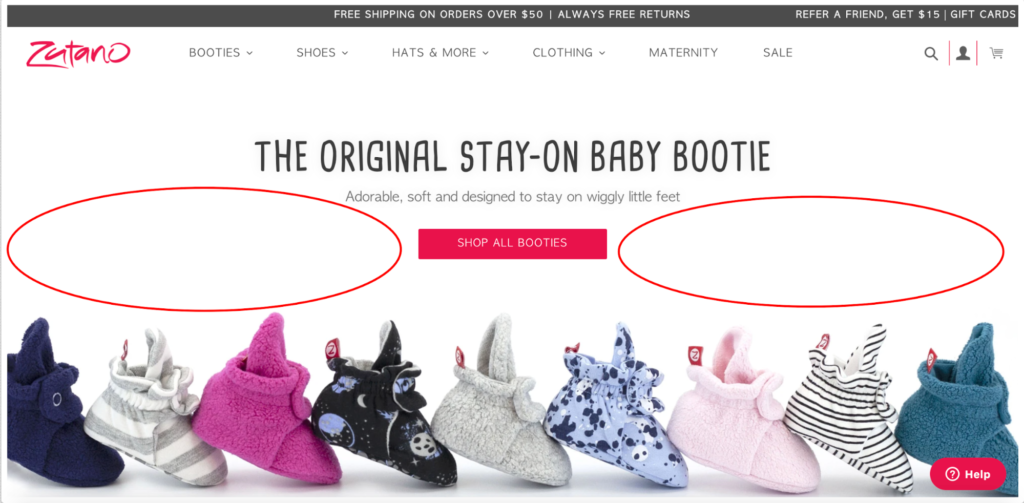 FREE SHIPPING ON ORDERS OVER $50 | ALWAYS FREE RETURNS
REFER A FRIEND, GET $15 | GIFT CARDS
Zutano
BOOTIES
SHOES
HATS & MORE
CLOTHING
MATERNITY
SALE
THE ORIGINAL STAY-ON BABY BOOTIE
Adorable, soft and designed to stay on wiggly little feet
SHOP ALL BOOTIES
Help